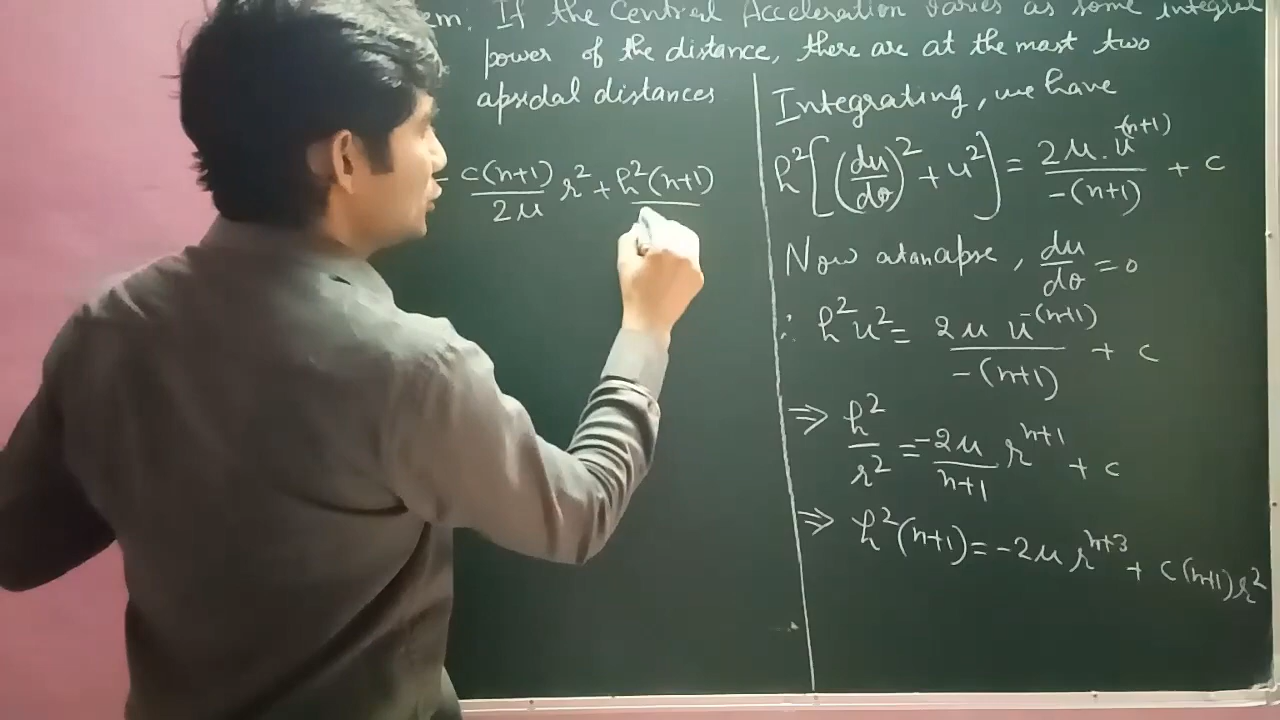 em. If the Central Acceleration varies as some integral
power of the distance, there are at the mast two
apsidal distances
- c(n+1)/2μ r² + h²(n+1)
Integrating, we have
h²[(du/dθ)² + u²] = 2μ.u^-(n+1)/-(n+1) + c
Now at an apse, du/dθ = 0
∴ h²u² = 2μ u^-(n+1)/-(n+1) + c
⇒ h²/r² = -2μ/n+1 r^n+1 + c
⇒ h²(n+1) = -2μ r^n+3 + c(n+1)r²